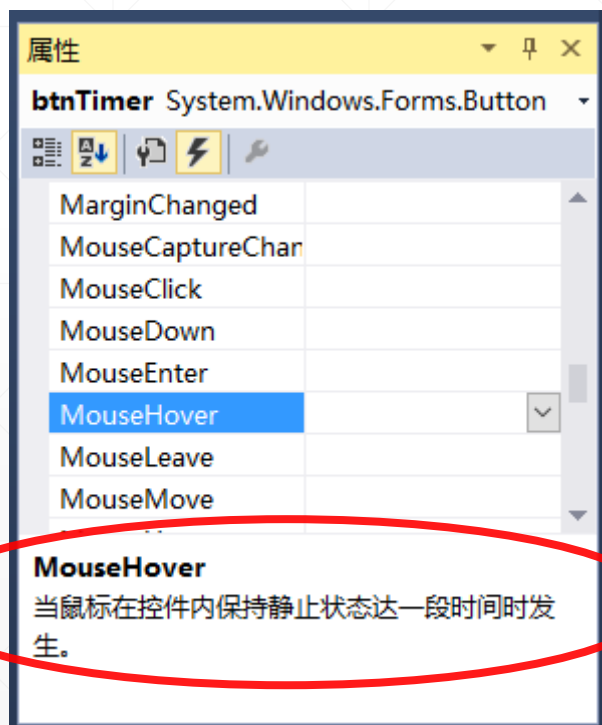 属性
btnTimer System.Windows.Forms.Button
MarginChanged
MouseCaptureChan
MouseClick
MouseDown
MouseEnter
MouseHover
MouseLeave
MouseMove
MouseHover
当鼠标在控件内保持静止状态达一段时间时发
生。